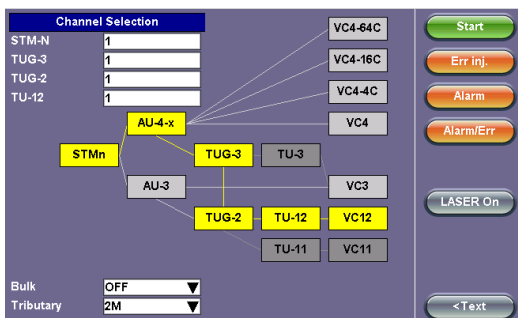 Channel Selection
STM-N 1
TUG-3 1
TUG-2 1
TU-12 1
VC4-64C
VC4-16C
VC4-4C
AU-4-x VC4
STMn TUG-3 TU-3
AU-3 VC3
TUG-2 TU-12 VC12
TU-11 VC11
Bulk OFF
Tributary 2M
Start
Err inj.
Alarm
Alarm/Err
LASER On
<Text